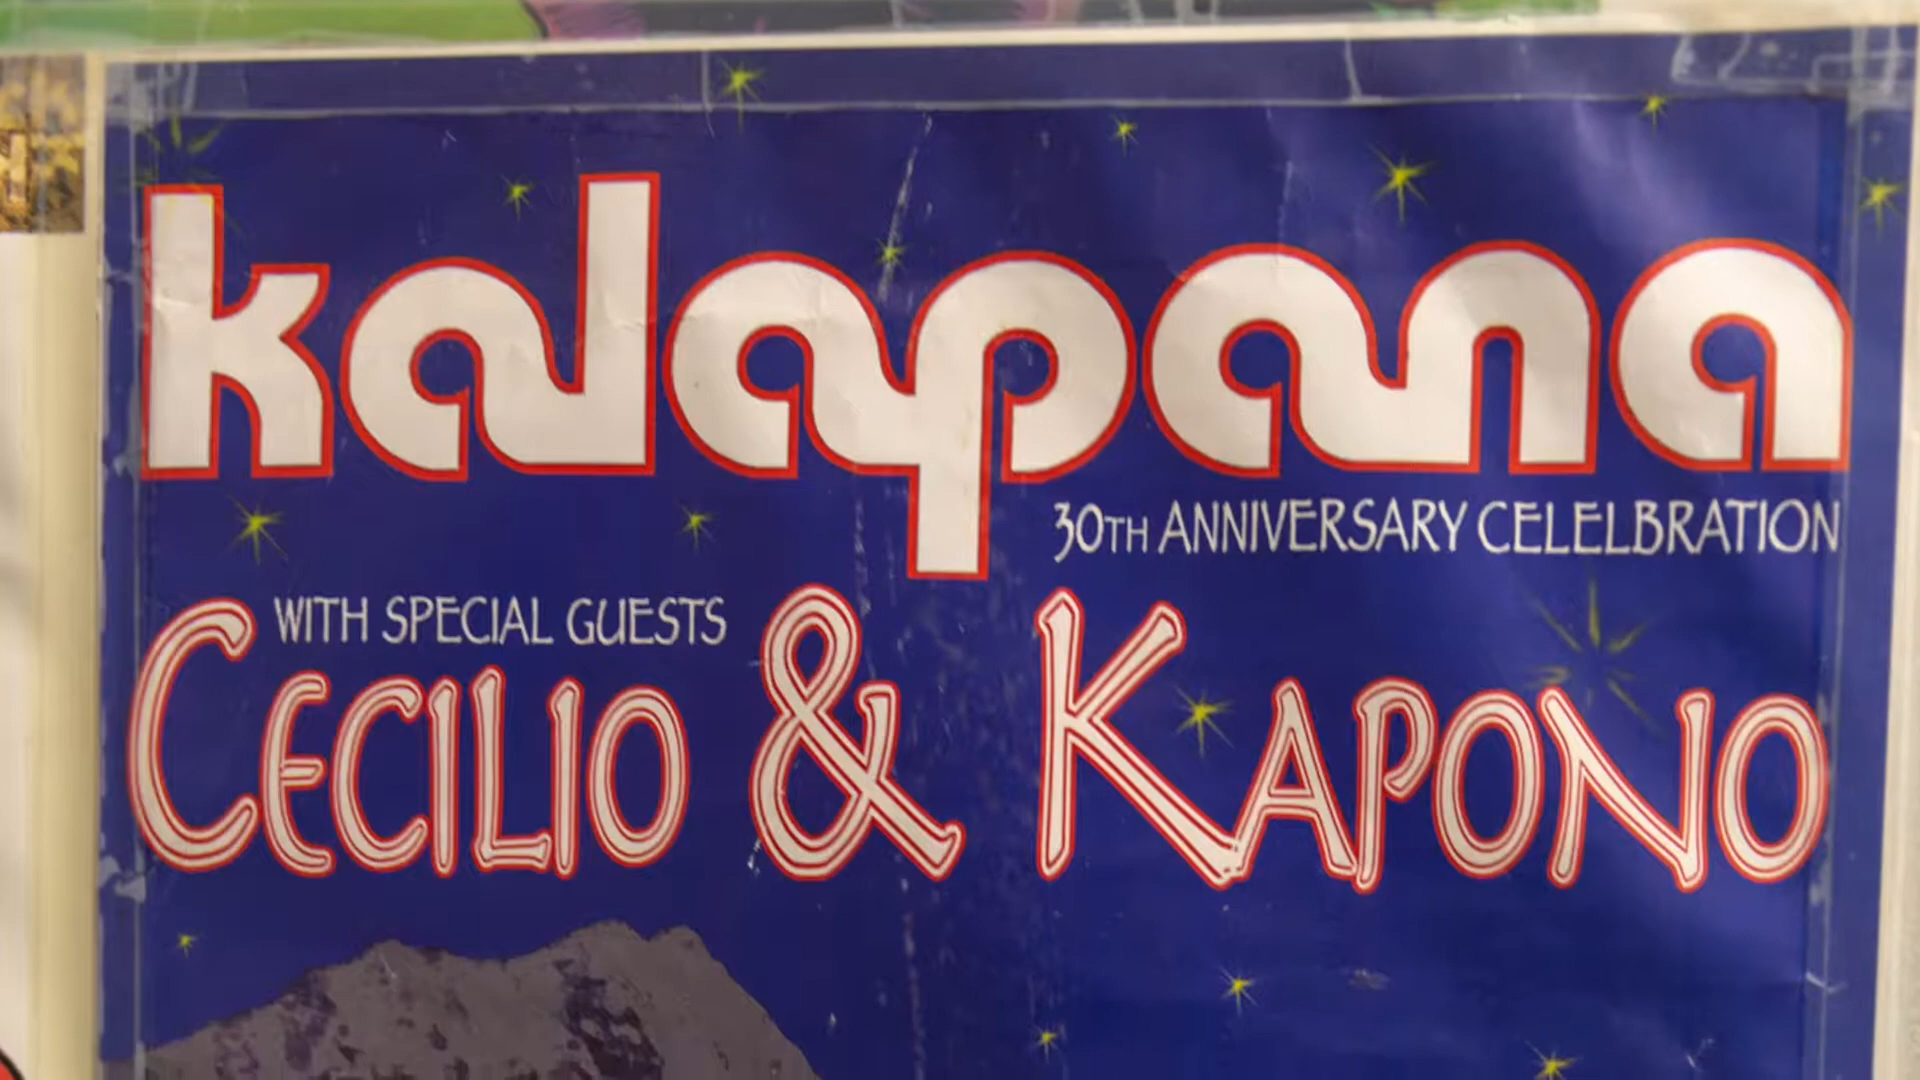 kalapana
30TH ANNIVERSARY CELELBRATION
WITH SPECIAL GUESTS
CECILIO & KAPONO